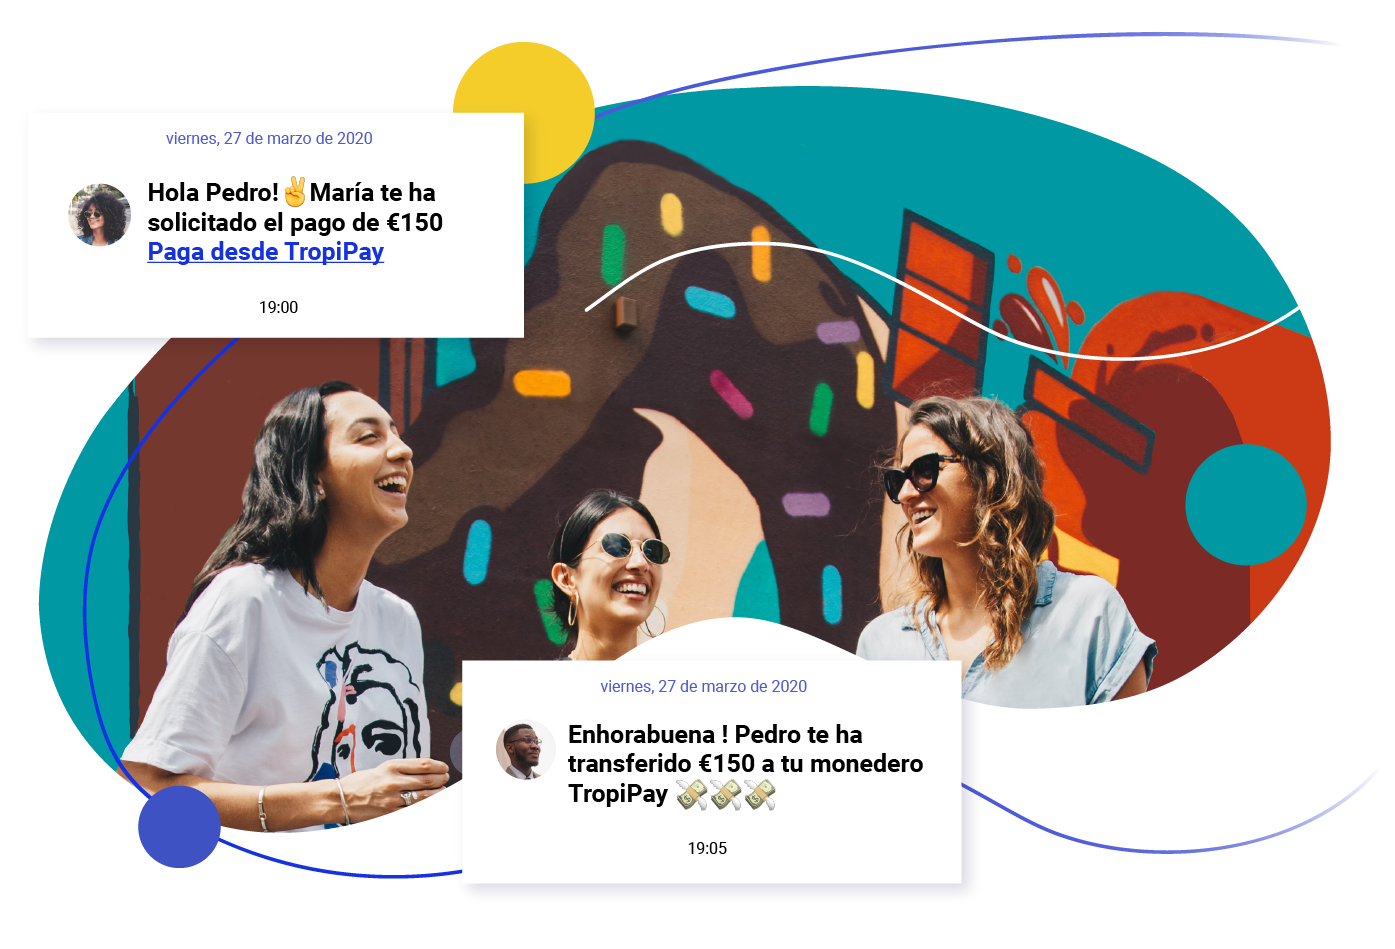 viernes, 27 de marzo de 2020
Hola Pedro!✌️María te ha
solicitado el pago de €150
Paga desde TropiPay
19:00
viernes, 27 de marzo de 2020
Enhorabuena ! Pedro te ha
transferido €150 a tu monedero
TropiPay 💸💸💸
19:05